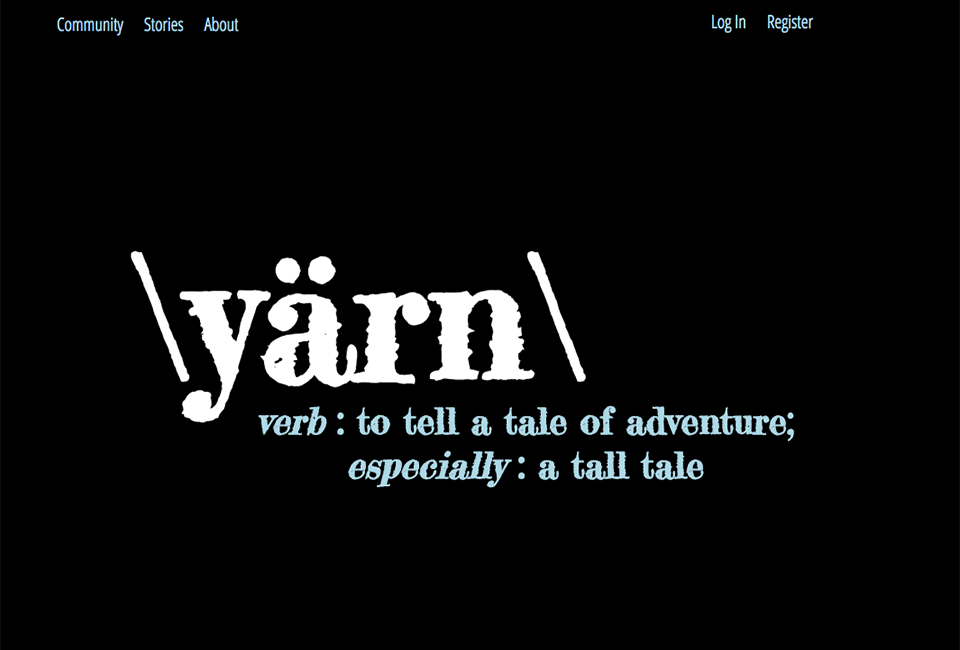 Community Stories About Log In Register
\yärn\
verb : to tell a tale of adventure;
especially : a tall tale